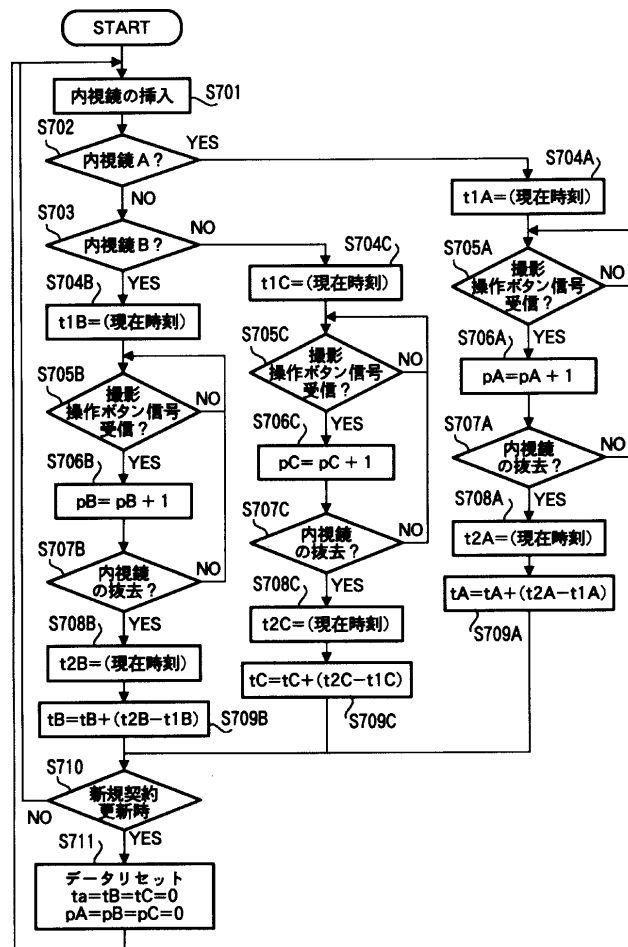 START
内視鏡の挿入
S701
S702
内視鏡A?
YES
NO
S703
内視鏡B?
NO
YES
S704B
t1B=(現在時刻)
S705B
撮影
操作ボタン信号
受信?
NO
YES
S706B
pB= pB + 1
S707B
内視鏡
の抜去?
NO
YES
S708B
t2B=(現在時刻)
tB=tB+(t2B−t1B)
S709B
S704C
t1C=(現在時刻)
S705C
撮影
操作ボタン信号
受信?
NO
YES
S706C
pC= pC + 1
S707C
内視鏡
の抜去?
NO
YES
S708C
t2C=(現在時刻)
tC=tC+(t2C−t1C)
S709C
S704A
t1A=(現在時刻)
S705A
撮影
操作ボタン信号
受信?
NO
YES
S706A
pA=pA + 1
S707A
内視鏡
の抜去?
NO
YES
S708A
t2A=(現在時刻)
tA=tA+(t2A−t1A)
S709A
S710
新規契約
更新時
NO
YES
S711
データリセット
ta=tB=tC=0
pA=pB=pC=0